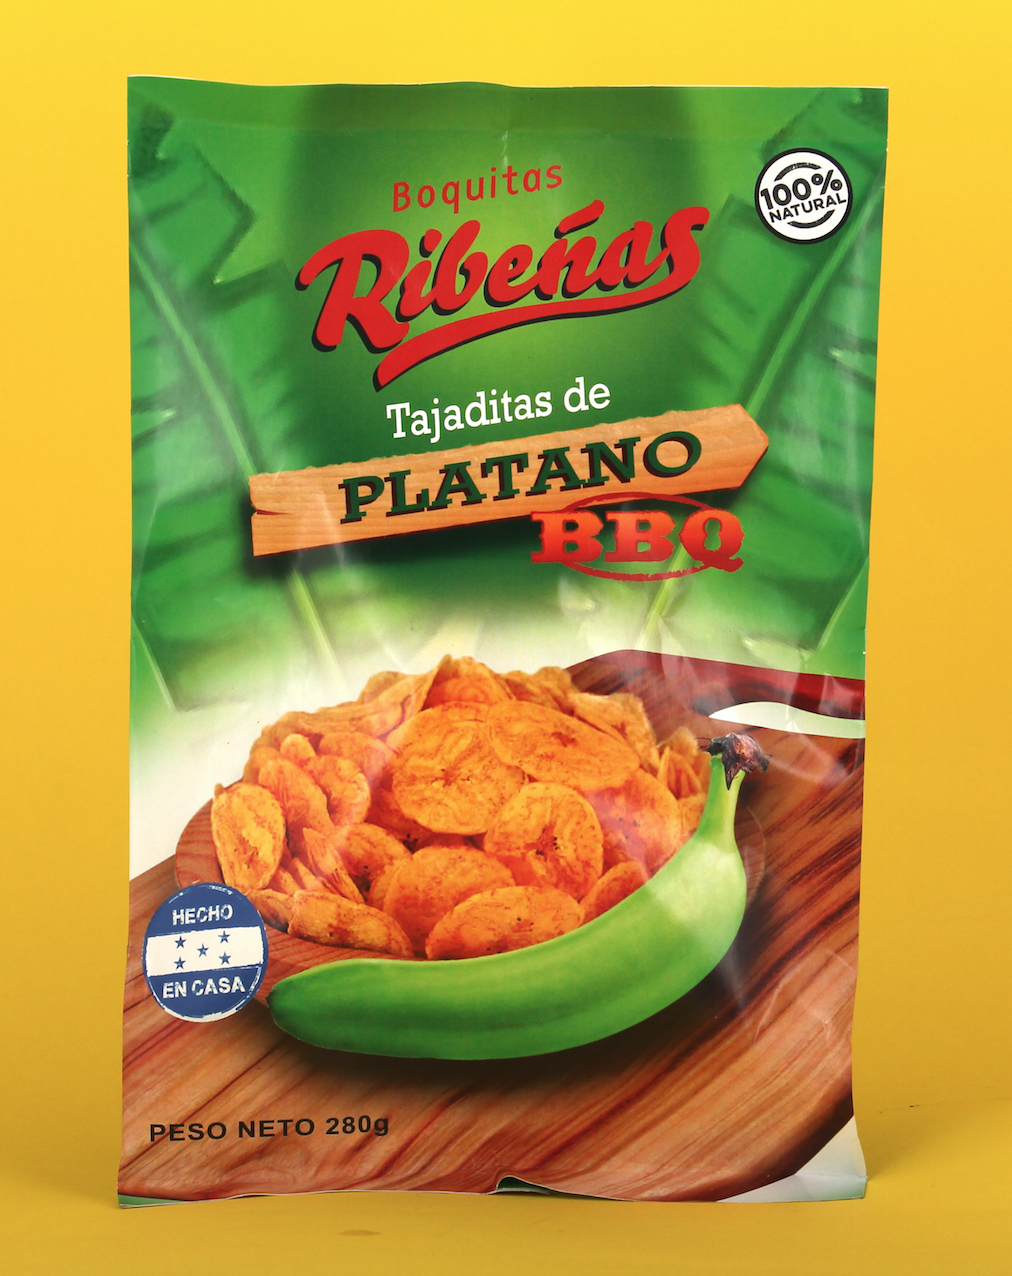 Boquitas
Ribeñas
100%
NATURAL
Tajaditas de
PLATANO
BBQ
HECHO
EN CASA
PESO NETO 280g